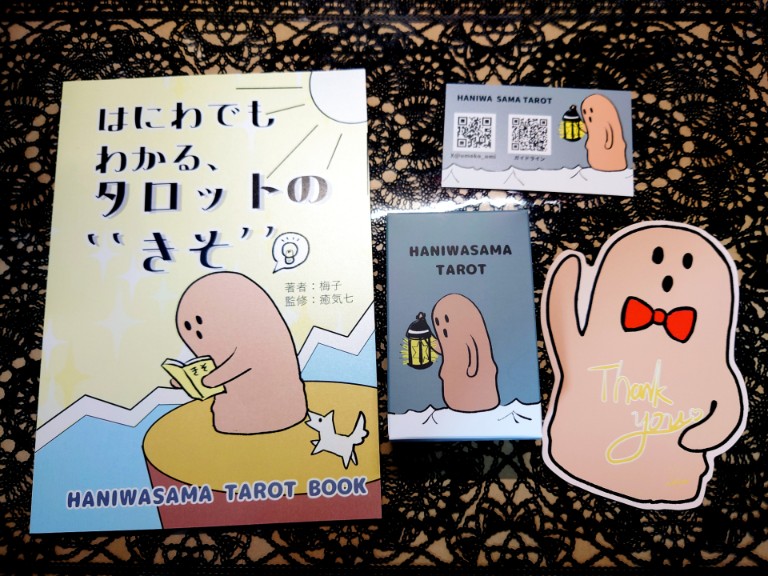 はにわでも
わかる、
タロットの
“きそ”
著者：梅子
監修：癒気七
きそ
HANIWASAMA TAROT BOOK
HANIWA SAMA TAROT
ガイドライン
HANIWASAMA
TAROT
Thank
you